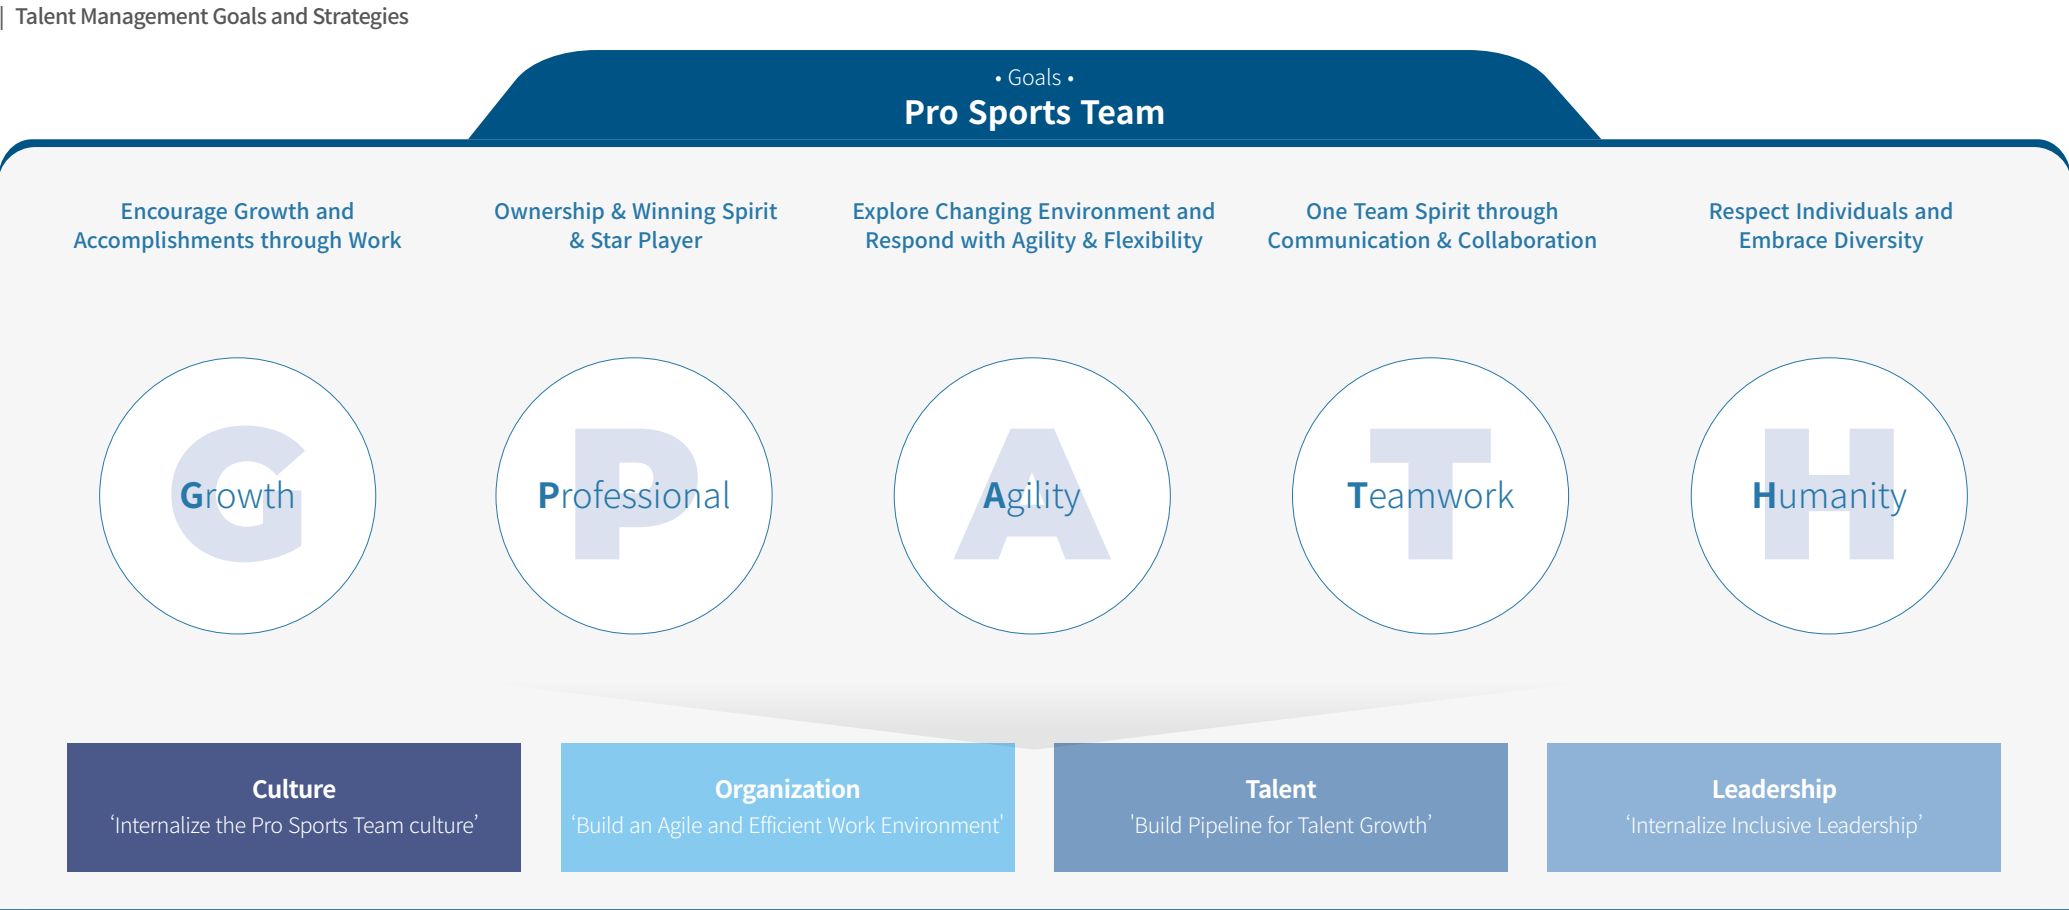 | Talent Management Goals and Strategies
• Goals •
Pro Sports Team
Encourage Growth and
Accomplishments through Work
Ownership & Winning Spirit
& Star Player
Explore Changing Environment and
Respond with Agility & Flexibility
One Team Spirit through
Communication & Collaboration
Respect Individuals and
Embrace Diversity
G
Growth
P
Professional
A
Agility
T
Teamwork
H
Humanity
Culture
‘Internalize the Pro Sports Team culture’
Organization
‘Build an Agile and Efficient Work Environment'
Talent
'Build Pipeline for Talent Growth’
Leadership
‘Internalize Inclusive Leadership’